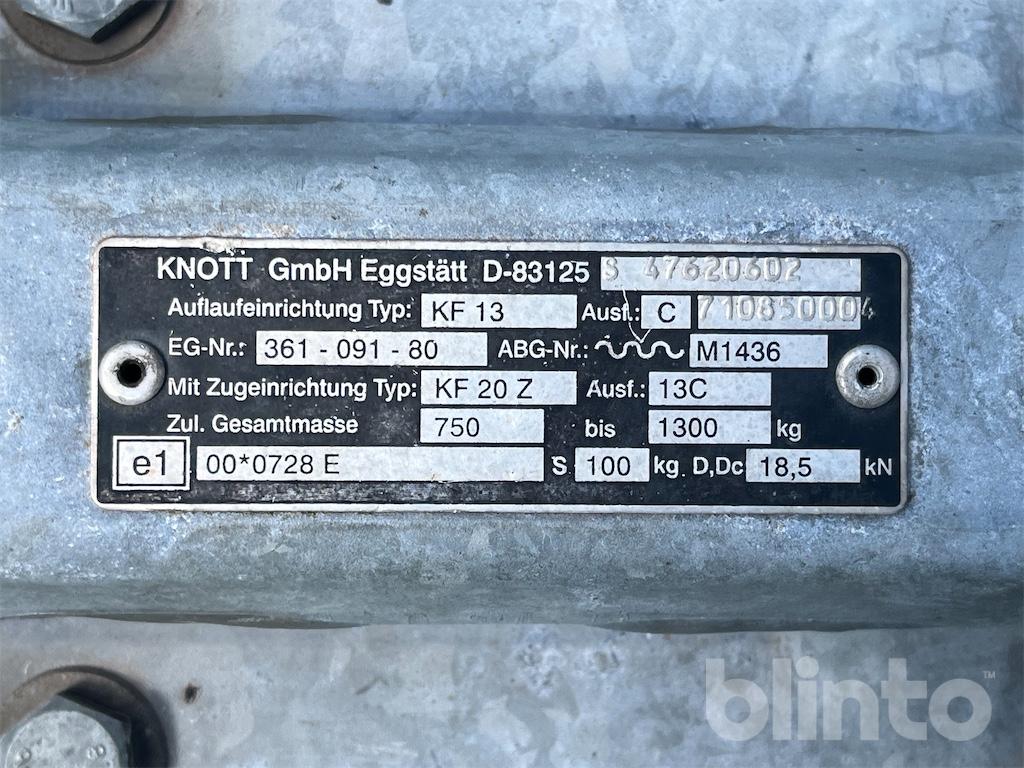 KNOTT GmbH Eggstätt D-83125 S 47620602
Auflaufeinrichtung Typ: KF 13 Ausf.: C 710850004
EG-Nr.: 361 - 091 - 80 ABG-Nr.: M1436
Mit Zugeinrichtung Typ: KF 20 Z Ausf.: 13C
Zul. Gesamtmasse 750 bis 1300 kg
e1 00*0728 E S 100 kg D,Dc 18,5 kN
blinto™